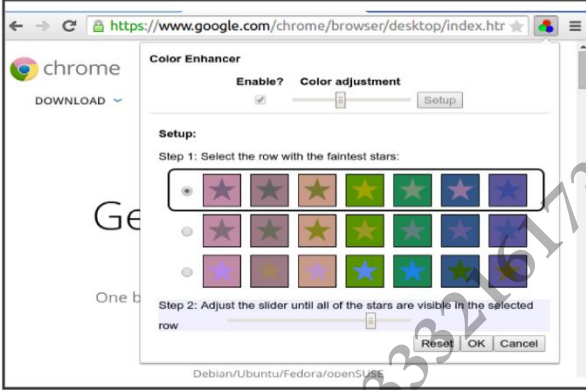 https://www.google.com/chrome/browser/desktop/index.htr
chrome
DOWNLOAD
Color Enhancer
Enable? Color adjustment
Setup
Setup:
Step 1: Select the row with the faintest stars:
Ge
One b
Step 2: Adjust the slider until all of the stars are visible in the selected
row
Reset OK Cancel
Debian/Ubuntu/Fedora/openSUSE